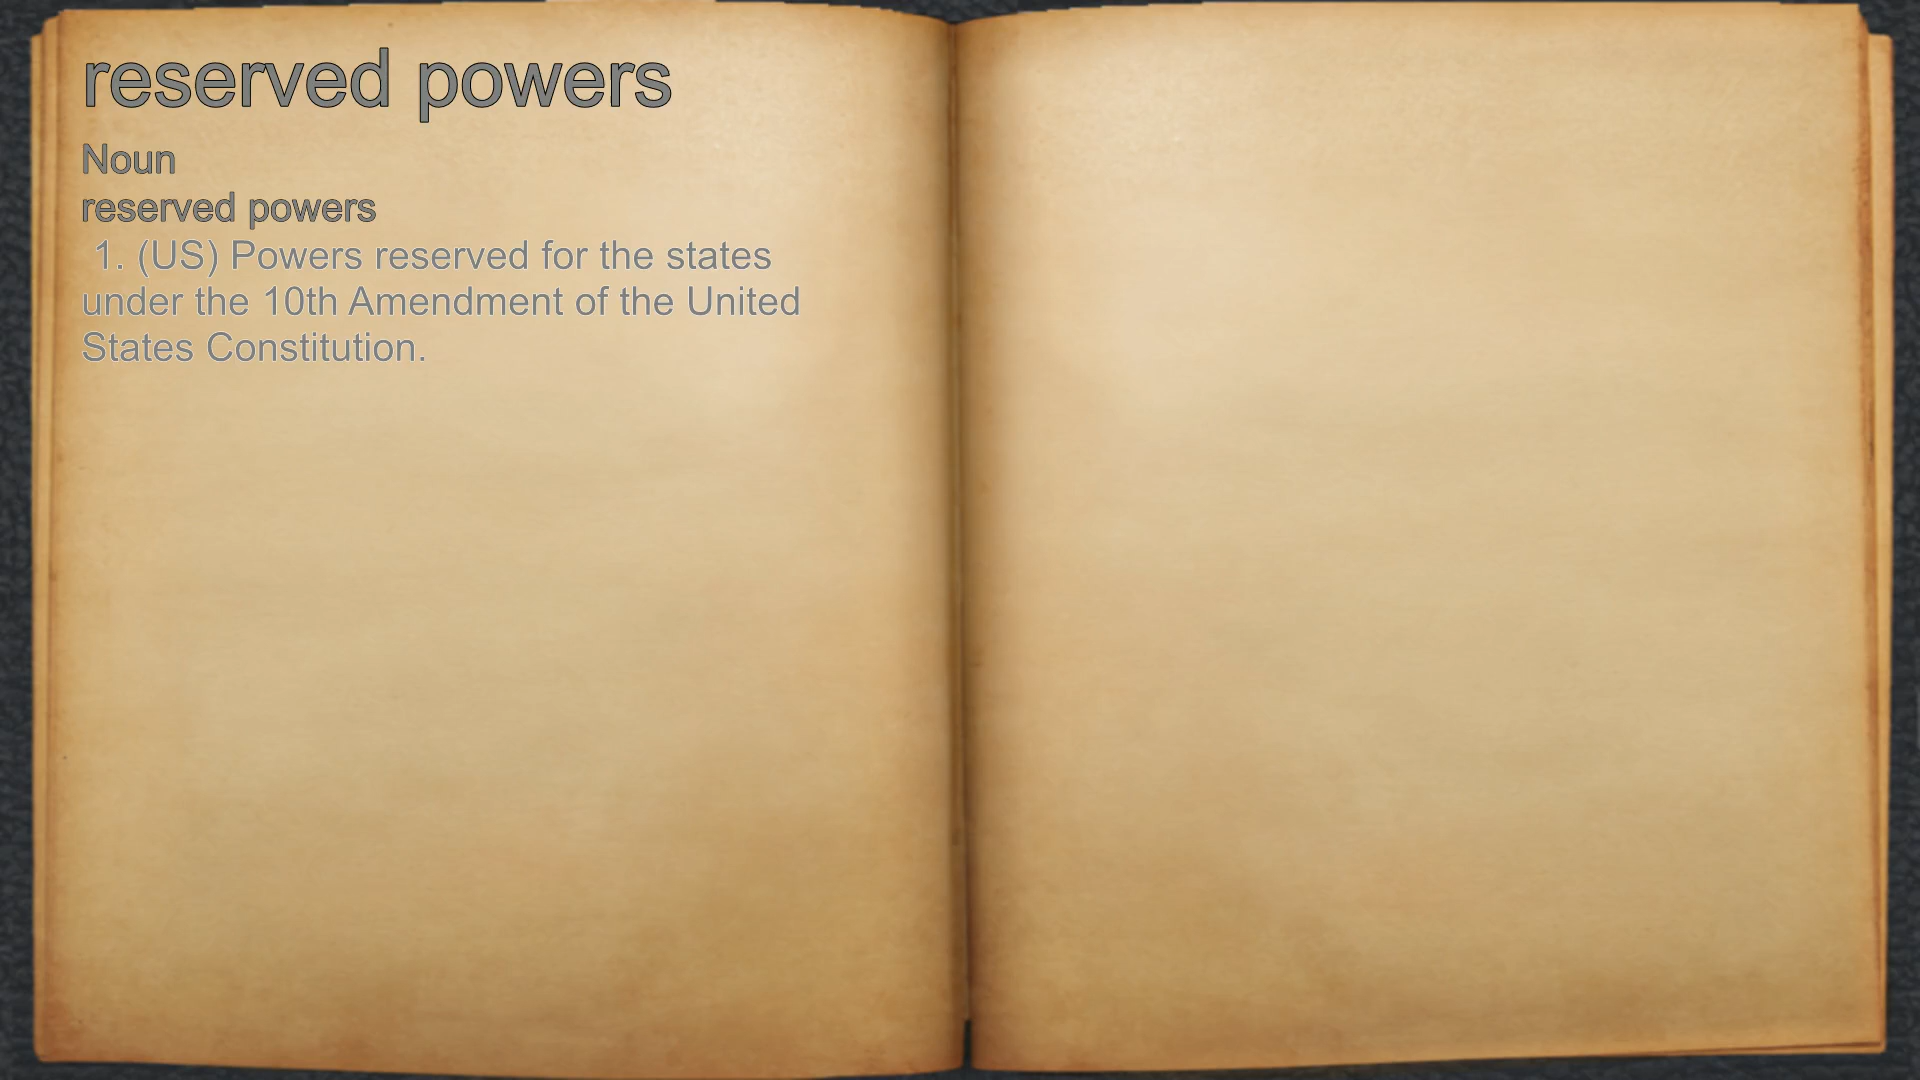 reserved powers
Noun
reserved powers
1. (US) Powers reserved for the states
under the 10th Amendment of the United
States Constitution.